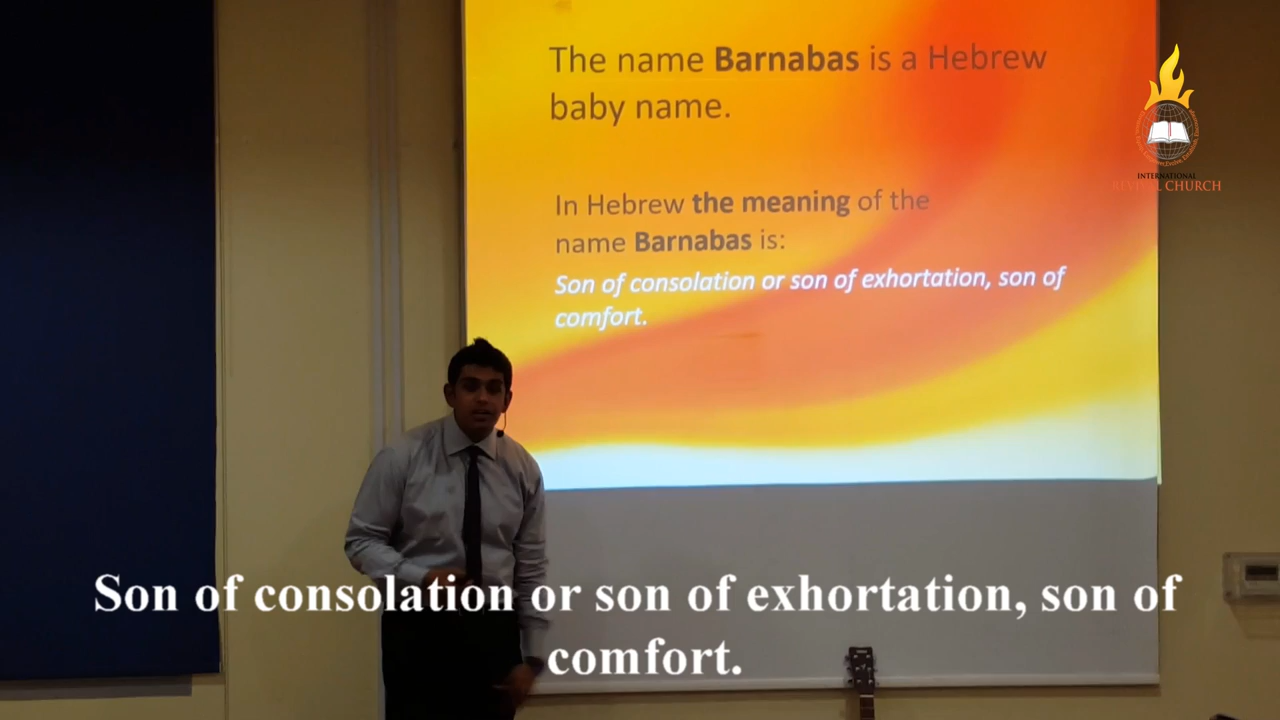 The name Barnabas is a Hebrew
baby name.
In Hebrew the meaning of the
name Barnabas is:
Son of consolation or son of exhortation, son of
comfort.
INTERNATIONAL
REVIVAL CHURCH
Son of consolation or son of exhortation, son of
comfort.